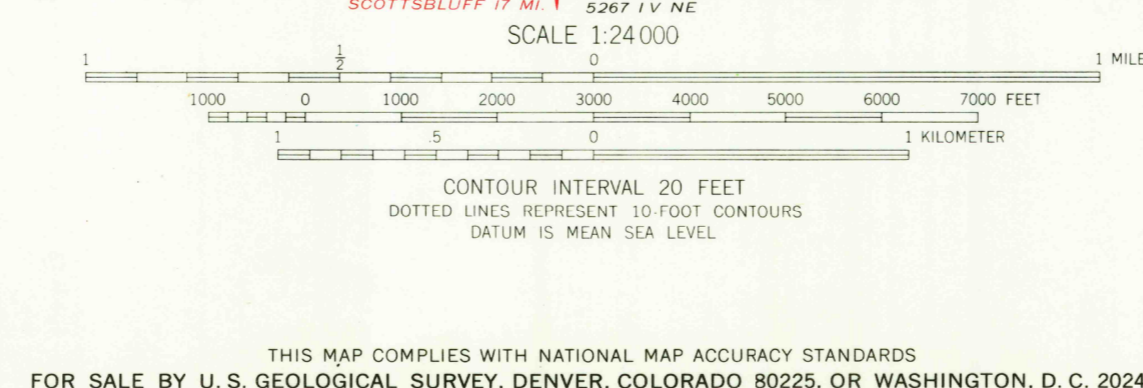 SCOTTSBLUFF 17 MI. 5267 IV NE
SCALE 1:24 000
1 1/2 0 1 MILE
1000 0 1000 2000 3000 4000 5000 6000 7000 FEET
1 .5 0 1 KILOMETER
CONTOUR INTERVAL 20 FEET
DOTTED LINES REPRESENT 10-FOOT CONTOURS
DATUM IS MEAN SEA LEVEL
THIS MAP COMPLIES WITH NATIONAL MAP ACCURACY STANDARDS
FOR SALE BY U. S. GEOLOGICAL SURVEY, DENVER, COLORADO 80225, OR WASHINGTON, D. C. 2024